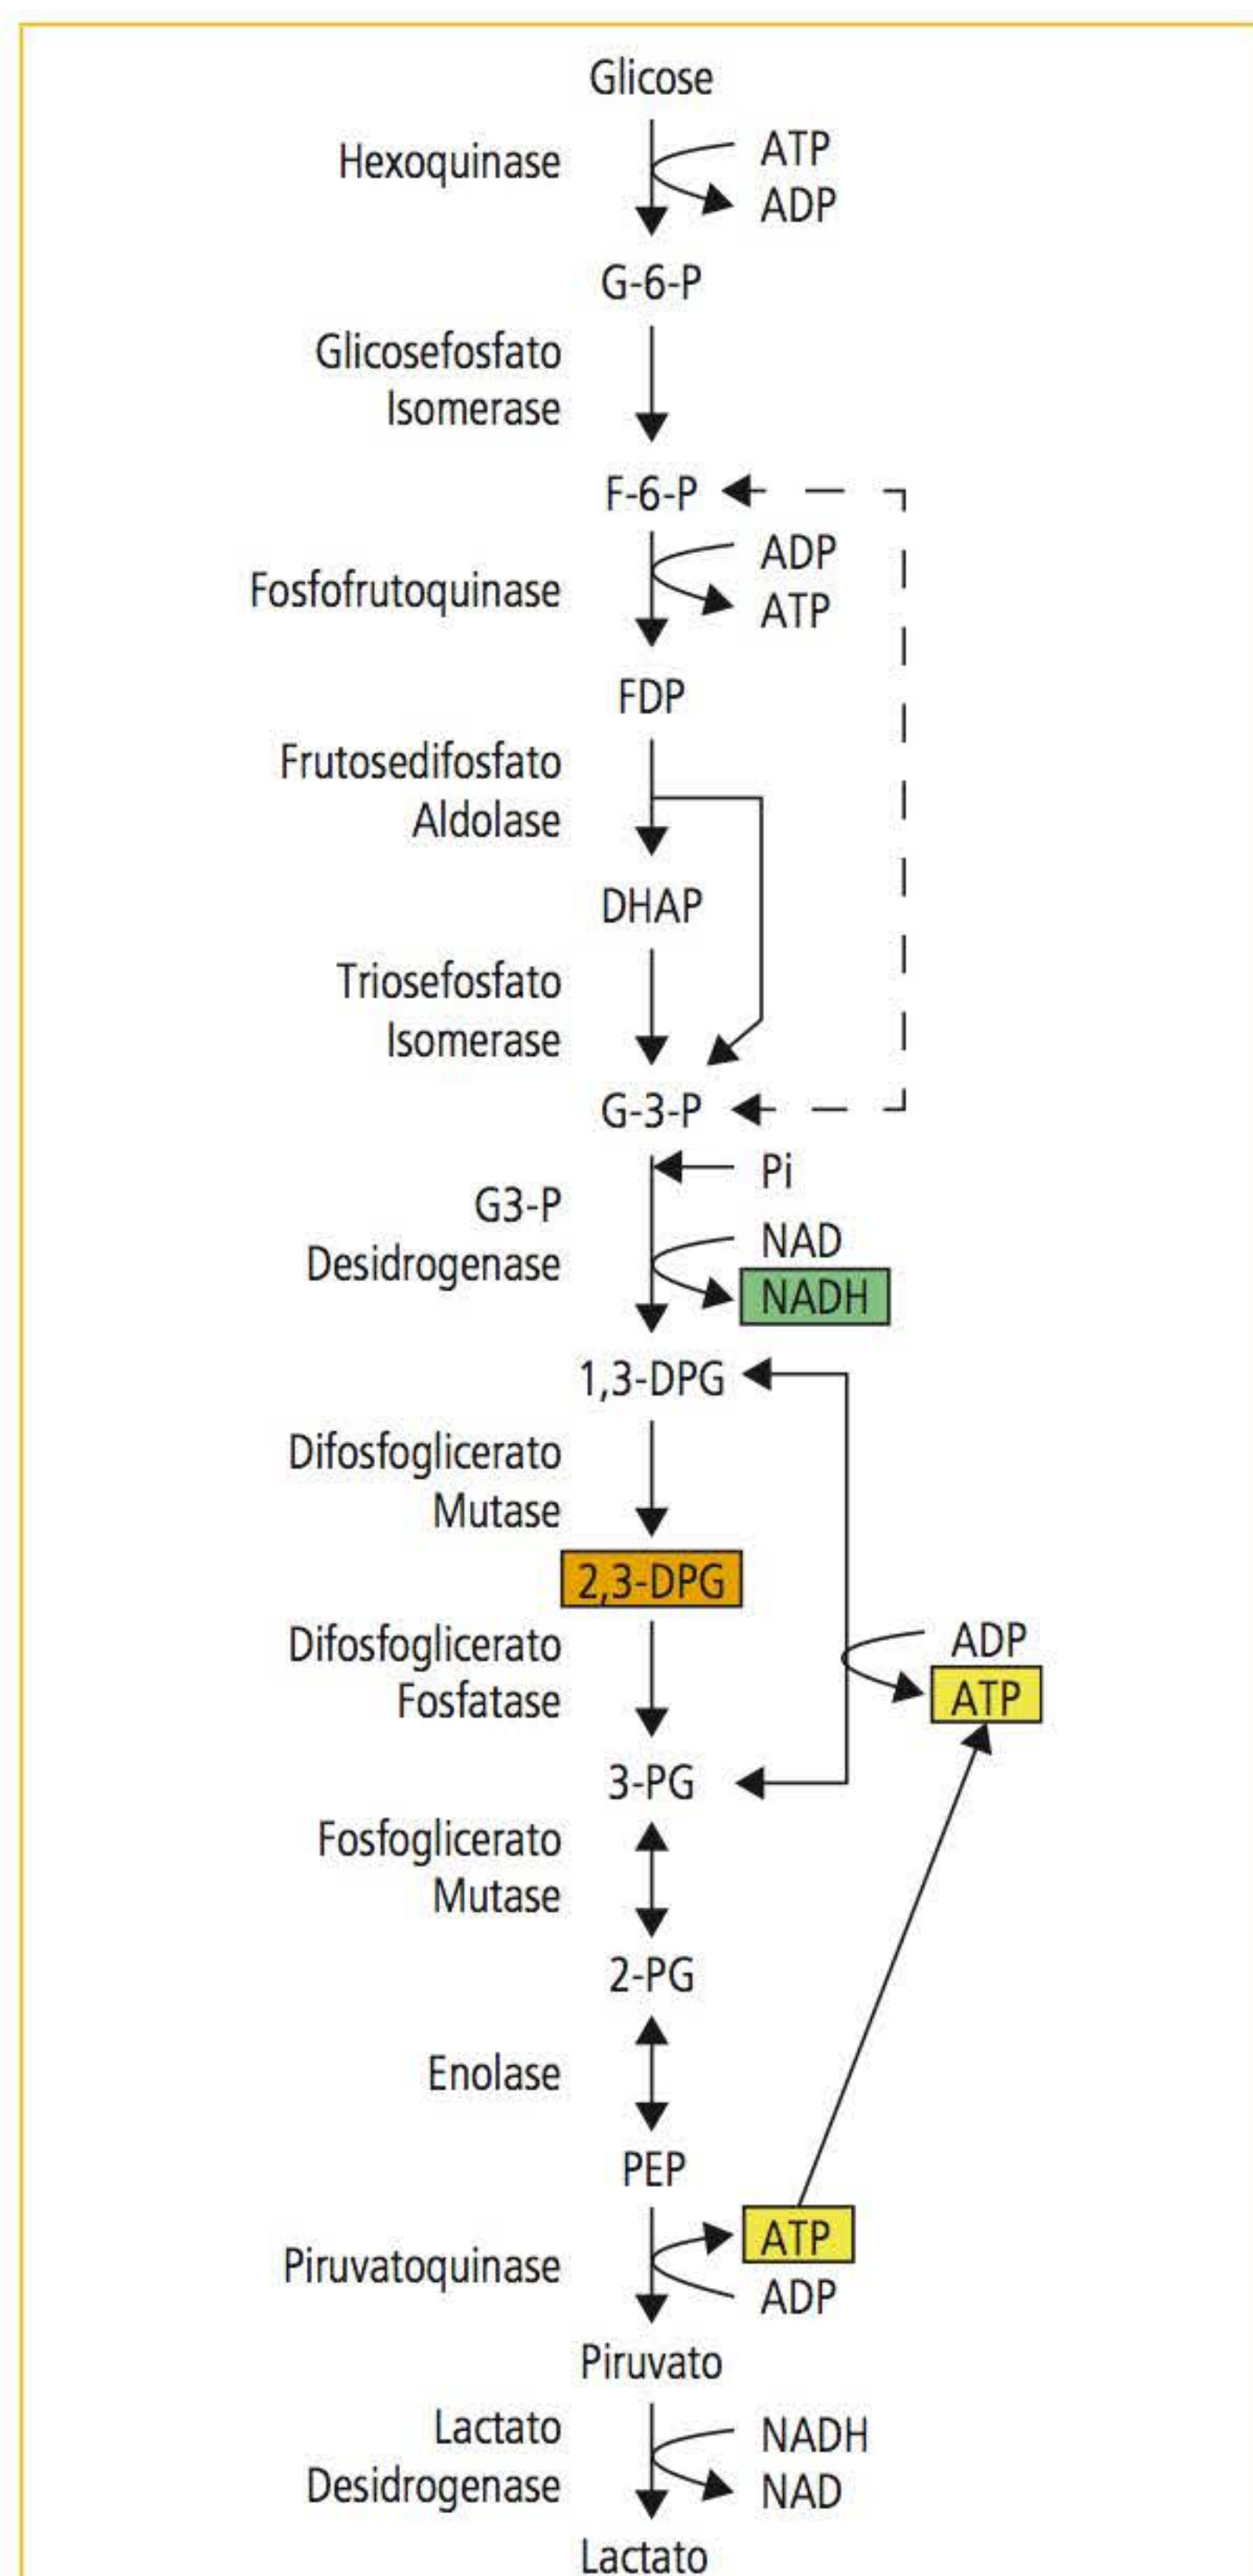 Glicose
Hexoquinase
ATP
ADP
G-6-P
Glicosefosfato
Isomerase
F-6-P
Fosfofrutoquinase
ADP
ATP
FDP
Frutosedifosfato
Aldolase
DHAP
Triosefosfato
Isomerase
G-3-P
Pi
G3-P
Desidrogenase
NAD
NADH
1,3-DPG
Difosfoglicerato
Mutase
2,3-DPG
Difosfoglicerato
Fosfatase
ADP
ATP
3-PG
Fosfoglicerato
Mutase
2-PG
Enolase
PEP
Piruvatoquinase
ATP
ADP
Piruvato
Lactato
Desidrogenase
NADH
NAD
Lactato